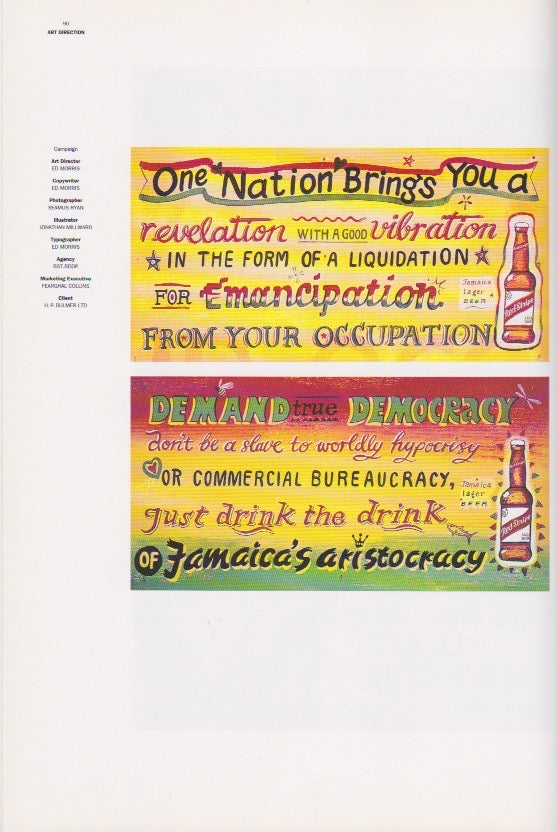 90
ART DIRECTION
Campaign
Art Director
ED MORRIS
Copywriter
ED MORRIS
Photographer
SEAMUS RYAN
Illustrator
JONATHAN MILLWARD
Typographer
ED MORRIS
Agency
BST.BDDP
Marketing Executive
FEARGHAL COLLINS
Client
H.P. BULMER LTD
One Nation Brings You a
revelation WITH A GOOD vibration
IN THE FORM OF A LIQUIDATION
FOR Emancipation
Jamaica
lager
BEER
FROM YOUR OCCUPATION
Red Stripe
DEMAND true DEMOCRACY
don't be a slave to worldly hypocrisy
OR COMMERCIAL BUREAUCRACY,
Jamaica
lager
BEER
just drink the drink
OF Jamaica's aristocracy
Red Stripe